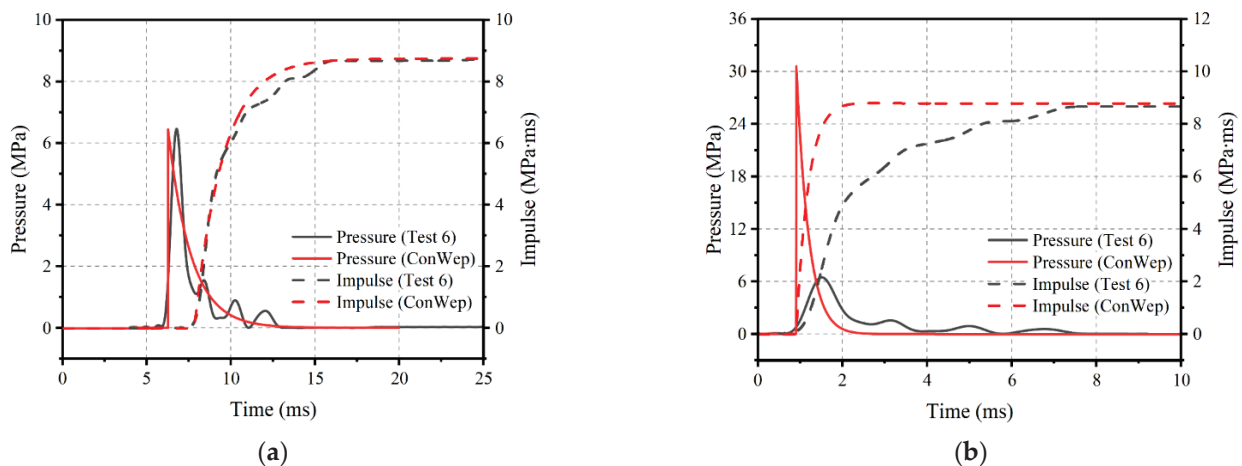 10
8
6
4
2
0
Pressure (MPa)
10
8
6
4
2
0
Impulse (MPa·ms)
Pressure (Test 6)
Pressure (ConWep)
Impulse (Test 6)
Impulse (ConWep)
0 5 10 15 20 25
Time (ms)
(a)
36
30
24
18
12
6
0
Pressure (MPa)
12
10
8
6
4
2
0
Impulse (MPa·ms)
Pressure (Test 6)
Pressure (ConWep)
Impulse (Test 6)
Impulse (ConWep)
0 2 4 6 8 10
Time (ms)
(b)